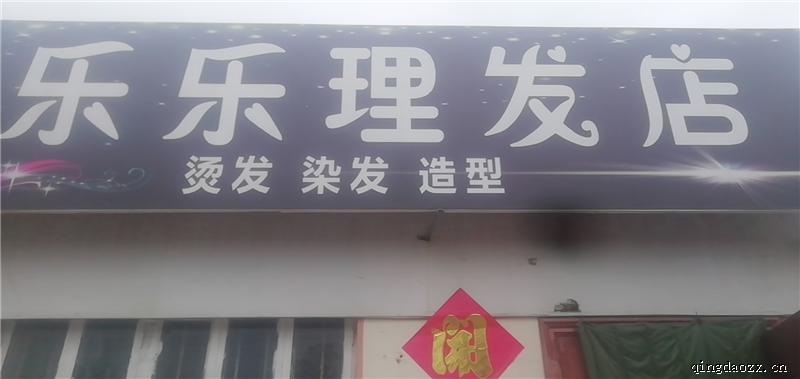 乐乐理发店
烫发 染发 造型
qingdaozz.cn